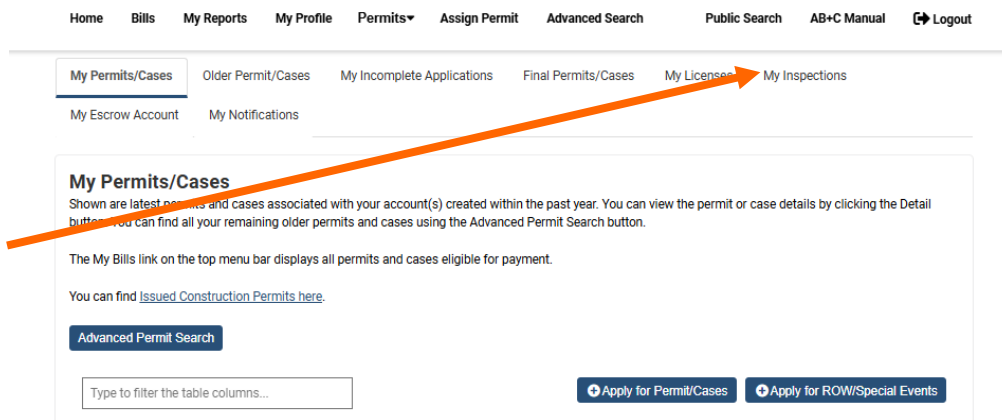 Home Bills My Reports My Profile Permits▾ Assign Permit Advanced Search Public Search AB+C Manual Logout
My Permits/Cases Older Permit/Cases My Incomplete Applications Final Permits/Cases My Licenses My Inspections
My Escrow Account My Notifications
My Permits/Cases
Shown are latest permits and cases associated with your account(s) created within the past year. You can view the permit or case details by clicking the Detail
button. You can find all your remaining older permits and cases using the Advanced Permit Search button.
The My Bills link on the top menu bar displays all permits and cases eligible for payment.
You can find Issued Construction Permits here.
Advanced Permit Search
Type to filter the table columns... Apply for Permit/Cases Apply for ROW/Special Events